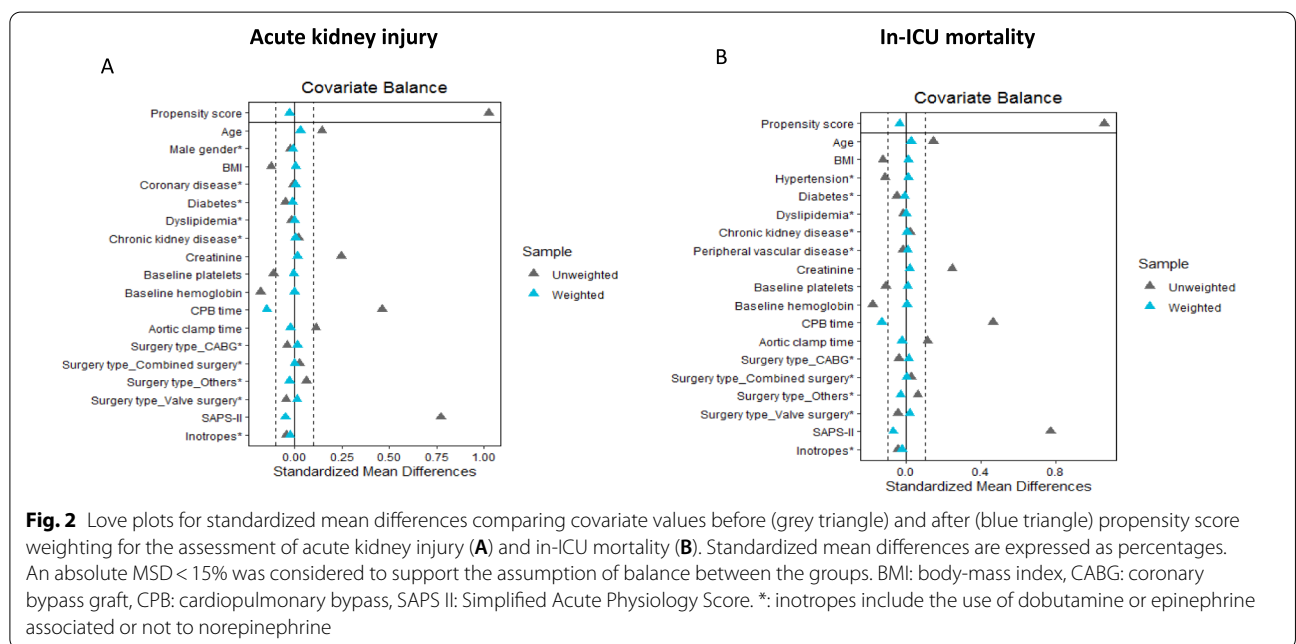 Acute kidney injury
A
Covariate Balance
Propensity score
Age
Male gender*
BMI
Coronary disease*
Diabetes*
Dyslipidemia*
Chronic kidney disease*
Creatinine
Baseline platelets
Baseline hemoglobin
CPB time
Aortic clamp time
Surgery type_CABG*
Surgery type_Combined surgery*
Surgery type_Others*
Surgery type_Valve surgery*
SAPS-II
Inotropes*
0.00 0.25 0.50 0.75 1.00
Standardized Mean Differences
Sample
Unweighted
Weighted
In-ICU mortality
B
Covariate Balance
Propensity score
Age
BMI
Hypertension*
Diabetes*
Dyslipidemia*
Chronic kidney disease*
Peripheral vascular disease*
Creatinine
Baseline platelets
Baseline hemoglobin
CPB time
Aortic clamp time
Surgery type_CABG*
Surgery type_Combined surgery*
Surgery type_Others*
Surgery type_Valve surgery*
SAPS-II
Inotropes*
0.0 0.4 0.8
Standardized Mean Differences
Sample
Unweighted
Weighted
Fig. 2 Love plots for standardized mean differences comparing covariate values before (grey triangle) and after (blue triangle) propensity score
weighting for the assessment of acute kidney injury (A) and in-ICU mortality (B). Standardized mean differences are expressed as percentages.
An absolute MSD < 15% was considered to support the assumption of balance between the groups. BMI: body-mass index, CABG: coronary
bypass graft, CPB: cardiopulmonary bypass, SAPS II: Simplified Acute Physiology Score. *: inotropes include the use of dobutamine or epinephrine
associated or not to norepinephrine